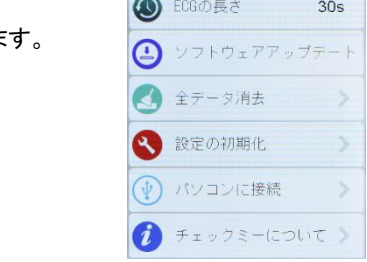 ECGの長さ 30s
ます。
ソフトウェアアップデート
全データ消去
設定の初期化
パソコンに接続
チェックミーについて